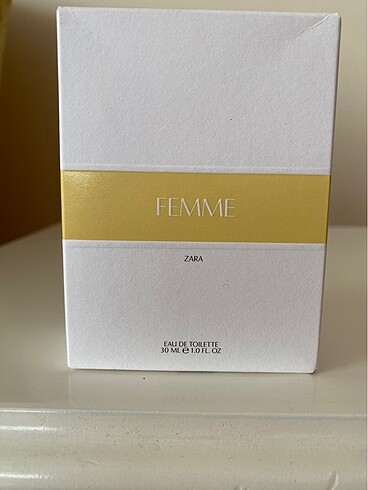 FEMME
ZARA
EAU DE TOILETTE
30 ML ℮ 1.0 FL. OZ